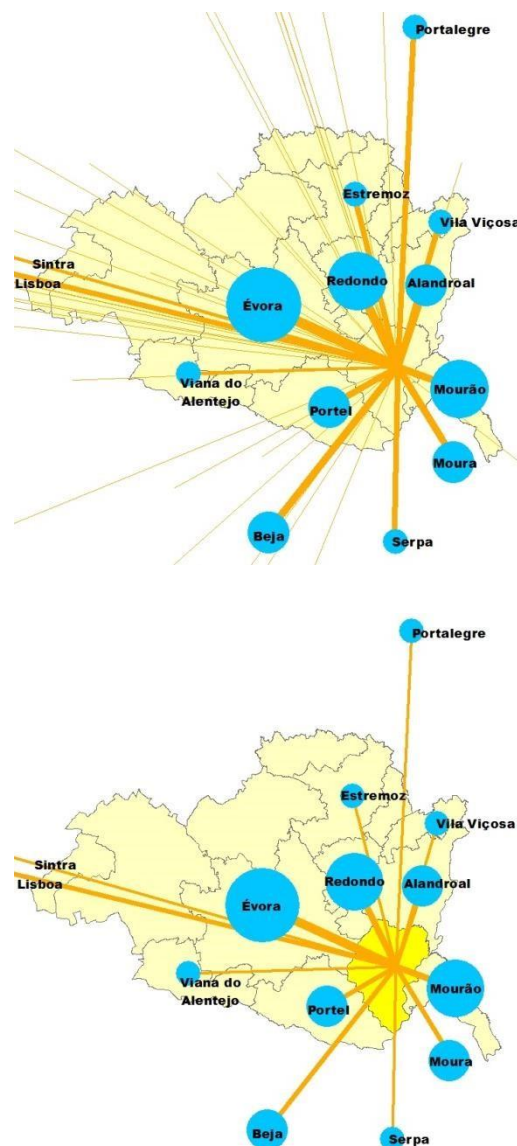 Portalegre
Estremoz
Vila Viçosa
Sintra
Lisboa
Redondo
Alandroal
Évora
Viana do
Alentejo
Portel
Mourão
Moura
Beja
Serpa
Portalegre
Estremoz
Vila Viçosa
Sintra
Lisboa
Redondo
Alandroal
Évora
Viana do
Alentejo
Portel
Mourão
Moura
Beja
Serpa